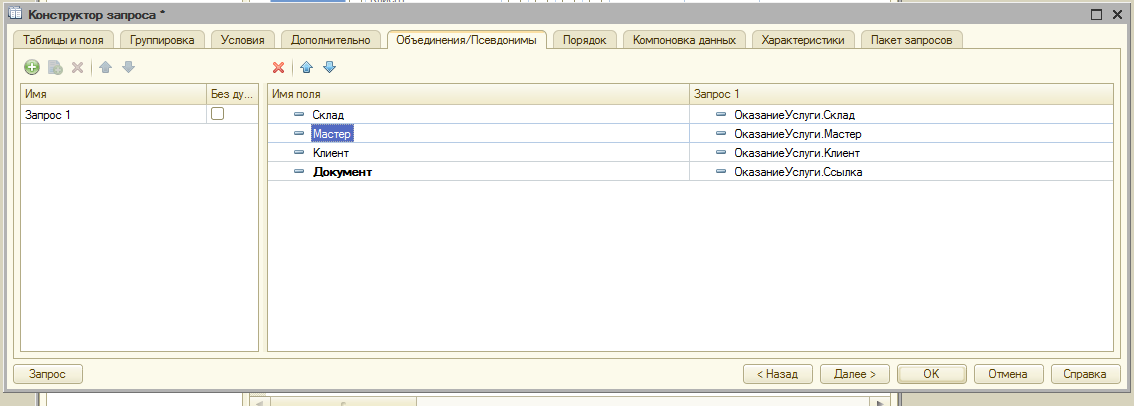 Конструктор запроса *
Таблицы и поля Группировка Условия Дополнительно Объединения/Псевдонимы Порядок Компоновка данных Характеристики Пакет запросов
Имя Без ду... Имя поля Запрос 1
Запрос 1 Склад ОказаниеУслуги.Склад
Мастер ОказаниеУслуги.Мастер
Клиент ОказаниеУслуги.Клиент
Документ ОказаниеУслуги.Ссылка
Запрос < Назад Далее > OK Отмена Справка